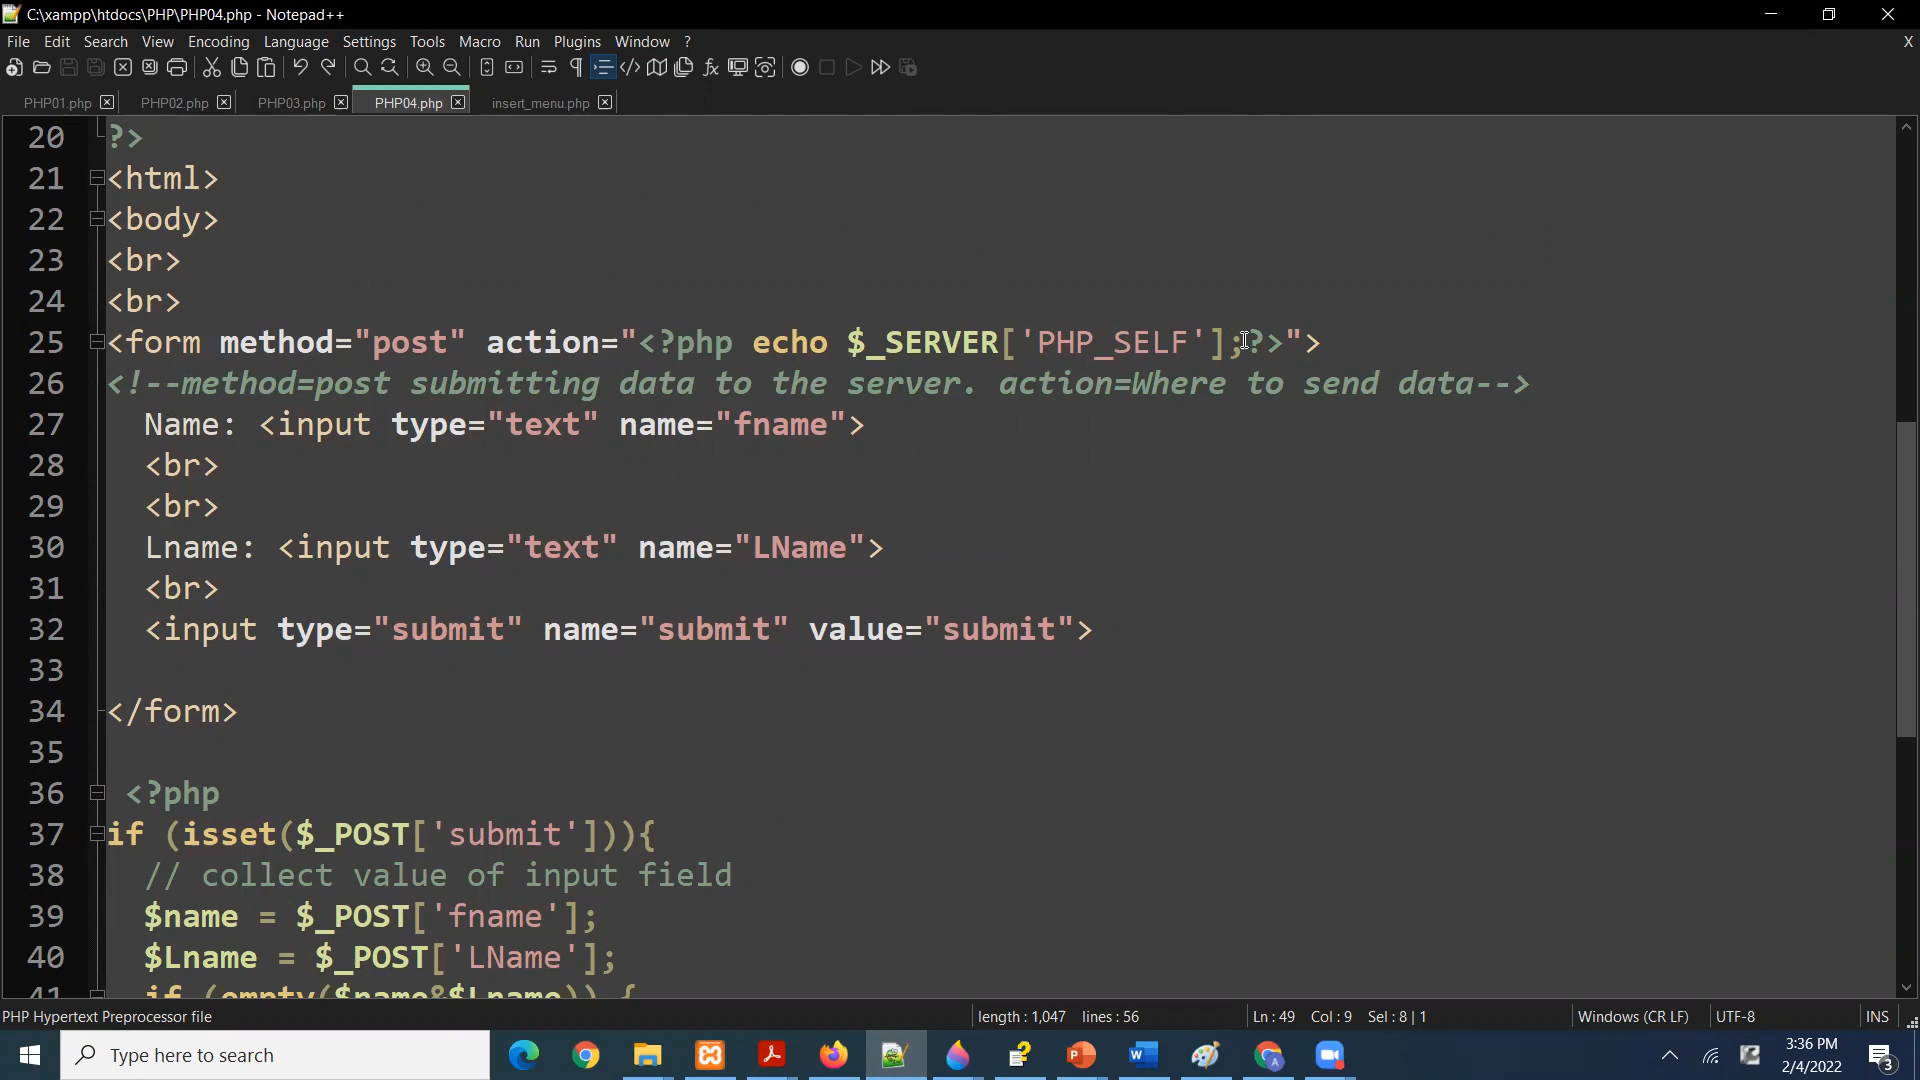 C:\xampp\htdocs\PHP\PHP04.php - Notepad++
File Edit Search View Encoding Language Settings Tools Macro Run Plugins Window ? X
PHP01.php PHP02.php PHP03.php PHP04.php insert_menu.php
20 ?>
21 <html>
22 <body>
23 <br>
24 <br>
25 <form method="post" action="<?php echo $_SERVER['PHP_SELF'];?>">
26 <!--method=post submitting data to the server. action=Where to send data-->
27 Name: <input type="text" name="fname">
28 <br>
29 <br>
30 Lname: <input type="text" name="LName">
31 <br>
32 <input type="submit" name="submit" value="submit">
33
34 </form>
35
36 <?php
37 if (isset($_POST['submit'])){
38 // collect value of input field
39 $name = $_POST['fname'];
40 $Lname = $_POST['LName'];
41 if (empty($name&$Lname)) {
PHP Hypertext Preprocessor file length : 1,047 lines : 56 Ln : 49 Col : 9 Sel : 8 | 1 Windows (CR LF) UTF-8 INS
Type here to search 3:36 PM
2/4/2022 3